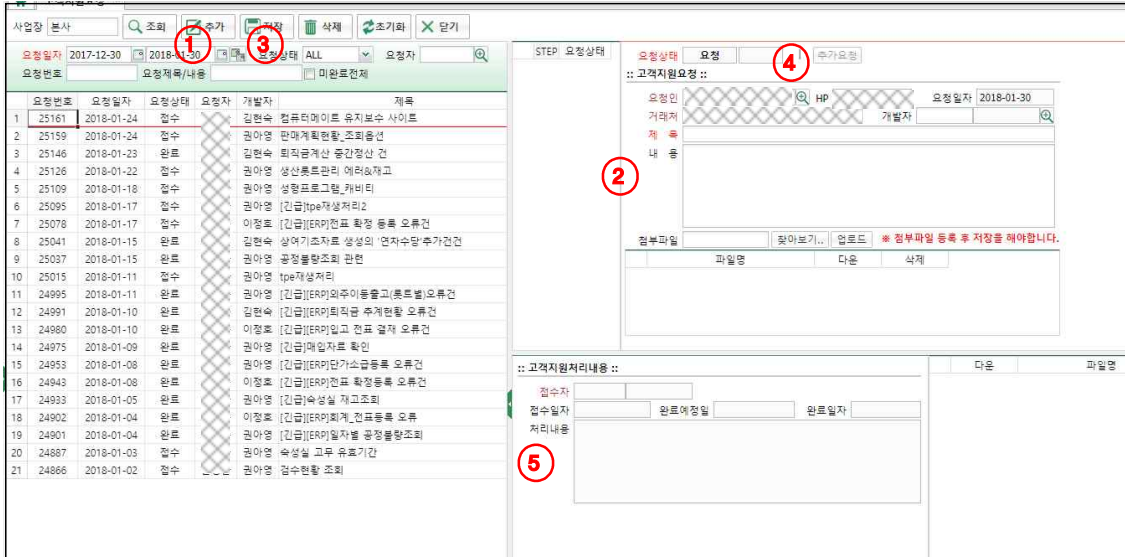 사업장 본사 조회 추가 저장 삭제 초기화 닫기
① ③
요청일자 2017-12-30 2018-01-30 요청상태 ALL 요청자
요청번호 요청제목/내용 미완료전체
요청번호 요청일자 요청상태 요청자 개발자 제목
1 25161 2018-01-24 접수 김현숙 컴퓨터메이트 유지보수 사이트
2 25159 2018-01-24 접수 권아영 판매계획현황_조회옵션
3 25146 2018-01-23 완료 김현숙 퇴직금계산 중간정산 건
4 25126 2018-01-22 접수 권아영 생산롯트관리 에러&재고
5 25109 2018-01-18 접수 권아영 성형프로그램_캐비티
6 25095 2018-01-17 접수 권아영 [긴급]tpe재생처리2
7 25078 2018-01-17 접수 이정호 [긴급][ERP]전표 확정 등록 오류건
8 25041 2018-01-15 완료 김현숙 상여기초자료 생성의 '연차수당'추가건건
9 25037 2018-01-15 완료 권아영 공정불량조회 관련
10 25015 2018-01-11 접수 권아영 tpe재생처리
11 24995 2018-01-11 완료 권아영 [긴급][ERP]외주이동출고(롯트별)오류건
12 24991 2018-01-10 완료 김현숙 [긴급][ERP]퇴직금 추계현황 오류건
13 24980 2018-01-10 완료 이정호 [긴급][ERP]입고 전표 결재 오류건
14 24975 2018-01-09 완료 권아영 [긴급]매입자료 확인
15 24953 2018-01-08 완료 권아영 [긴급][ERP]단가소급등록 오류건
16 24943 2018-01-08 완료 이정호 [긴급][ERP]전표 확정등록 오류건
17 24933 2018-01-05 완료 권아영 [긴급]숙성실 재고조회
18 24902 2018-01-04 완료 이정호 [긴급][ERP]회계_전표등록 오류
19 24901 2018-01-04 완료 권아영 [긴급][ERP]일자별 공정불량조회
20 24887 2018-01-03 접수 권아영 숙성실 고무 유효기간
21 24866 2018-01-02 접수 권아영 검수현황 조회
STEP 요청상태
요청상태 요청 ④ 추가요청
:: 고객지원요청 ::
요청인 HP 요청일자 2018-01-30
거래처 개발자
제 목
내 용
②
첨부파일 찾아보기.. 업로드 ※ 첨부파일 등록 후 저장을 해야합니다.
파일명 다운 삭제
:: 고객지원처리내용 ::
접수자
접수일자 완료예정일 완료일자
처리내용
⑤
다운 파일명